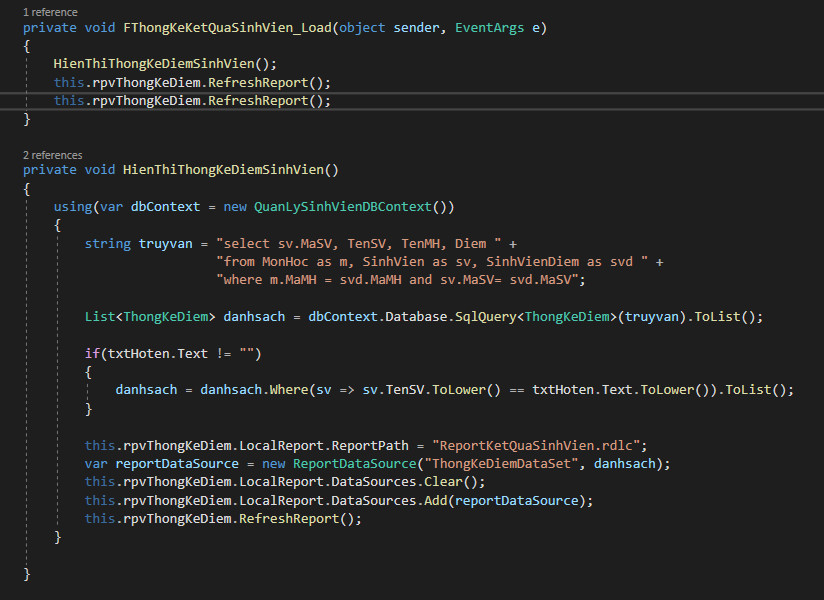 1 reference
private void FThongKeKetQuaSinhVien_Load(object sender, EventArgs e)
{
HienThiThongKeDiemSinhVien();
this.rpvThongKeDiem.RefreshReport();
this.rpvThongKeDiem.RefreshReport();
}
2 references
private void HienThiThongKeDiemSinhVien()
{
using(var dbContext = new QuanLySinhVienDBContext())
{
string truyvan = "select sv.MaSV, TenSV, TenMH, Diem " +
"from MonHoc as m, SinhVien as sv, SinhVienDiem as svd " +
"where m.MaMH = svd.MaMH and sv.MaSV= svd.MaSV";
List<ThongKeDiem> danhsach = dbContext.Database.SqlQuery<ThongKeDiem>(truyvan).ToList();
if(txtHoten.Text != "")
{
danhsach = danhsach.Where(sv => sv.TenSV.ToLower() == txtHoten.Text.ToLower()).ToList();
}
this.rpvThongKeDiem.LocalReport.ReportPath = "ReportKetQuaSinhVien.rdlc";
var reportDataSource = new ReportDataSource("ThongKeDiemDataSet", danhsach);
this.rpvThongKeDiem.LocalReport.DataSources.Clear();
this.rpvThongKeDiem.LocalReport.DataSources.Add(reportDataSource);
this.rpvThongKeDiem.RefreshReport();
}
}